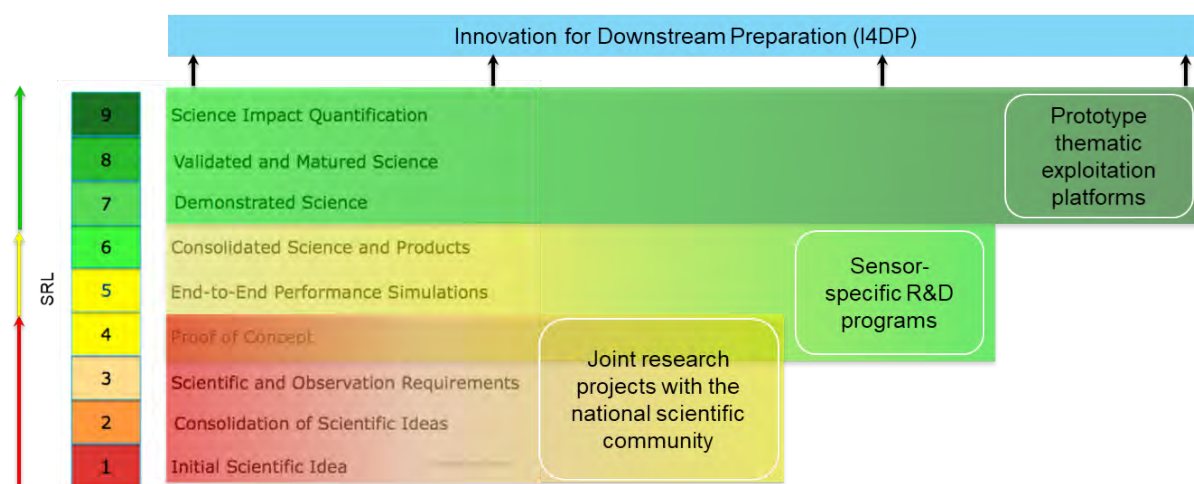 Innovation for Downstream Preparation (I4DP)
9
Science Impact Quantification
8
Validated and Matured Science
7
Demonstrated Science
Prototype
thematic
exploitation
platforms
6
Consolidated Science and Products
5
End-to-End Performance Simulations
4
Proof of Concept
Sensor-
specific R&D
programs
3
Scientific and Observation Requirements
2
Consolidation of Scientific Ideas
1
Initial Scientific Idea
Joint research
projects with the
national scientific
community
SRL